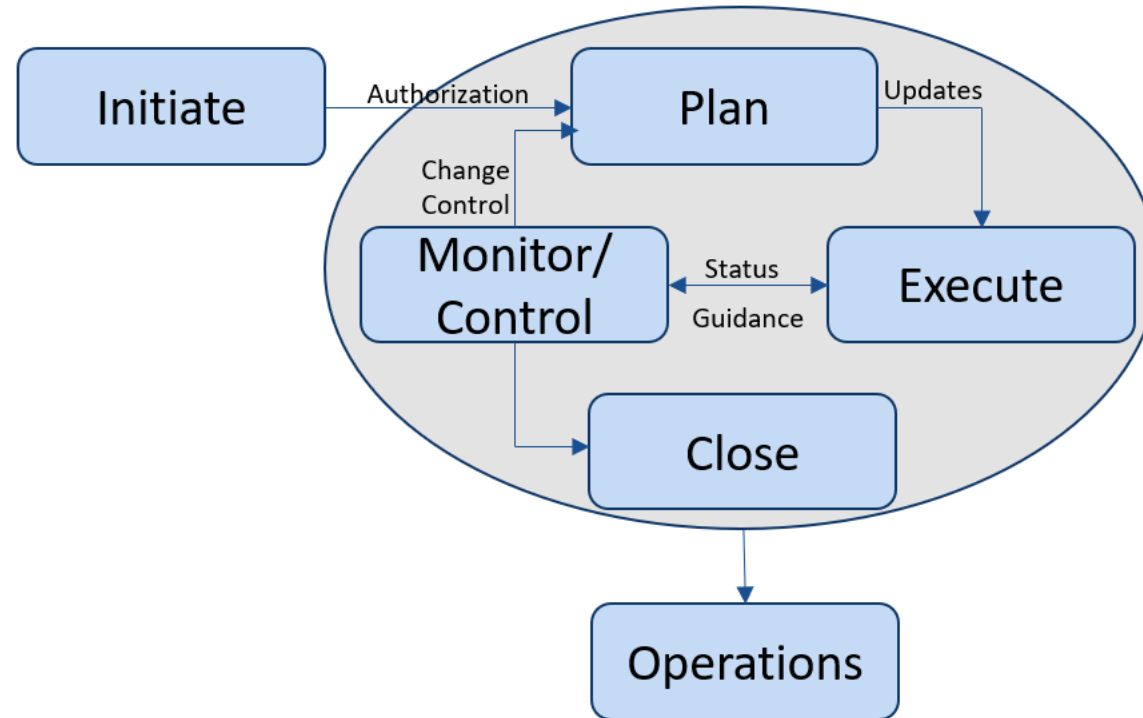 Initiate
Authorization
Plan
Updates
Change
Control
Monitor/
Control
Status
Guidance
Execute
Close
Operations